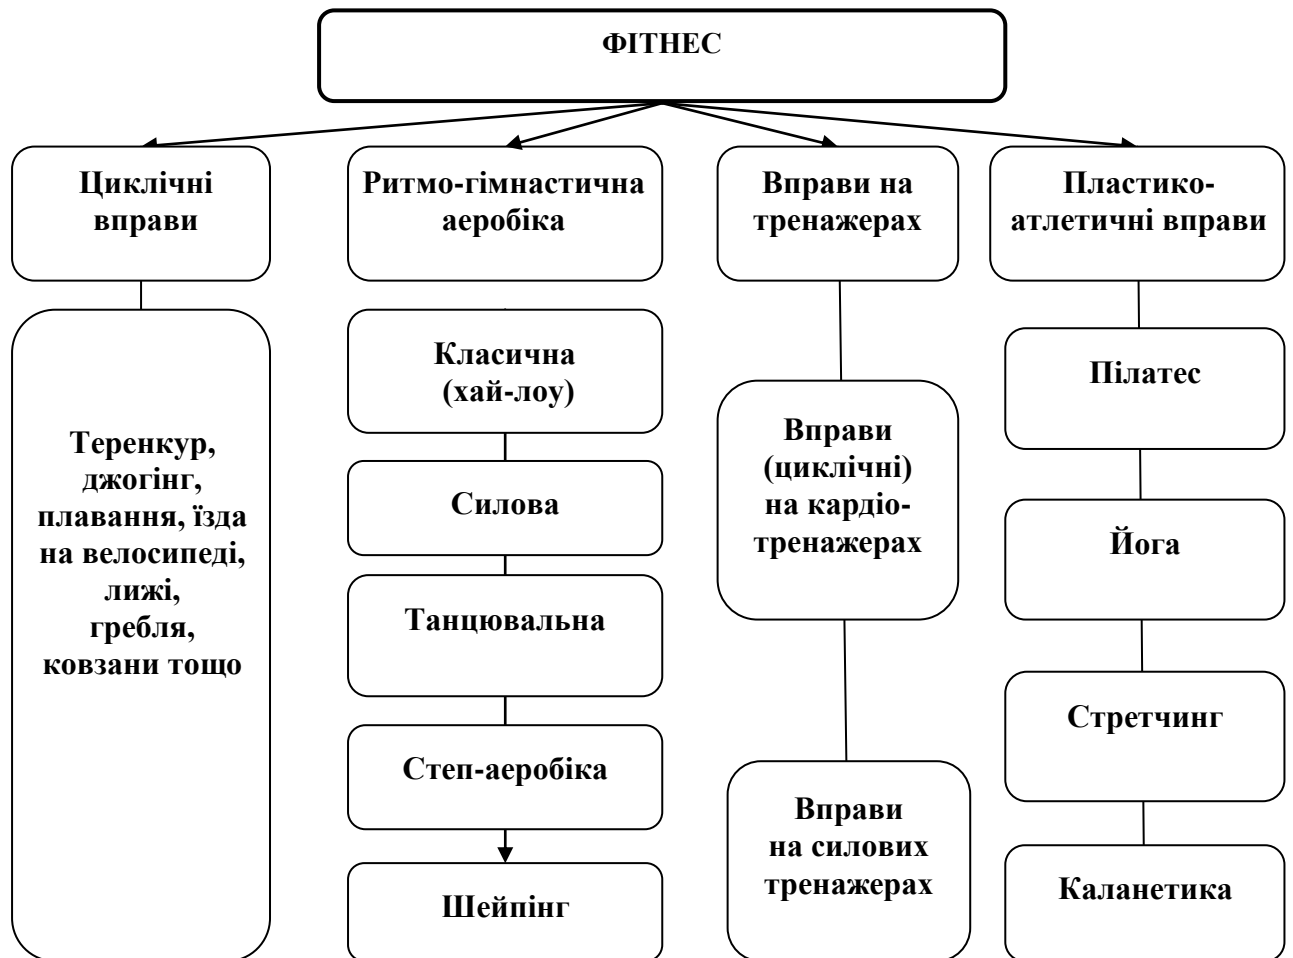 ФІТНЕС
Циклічні
вправи
Ритмо-гімнастична
аеробіка
Вправи на
тренажерах
Пластико-
атлетичні вправи
Теренкур,
джогінг,
плавання, їзда
на велосипеді,
лижі,
гребля,
ковзани тощо
Класична
(хай-лоу)
Силова
Танцювальна
Степ-аеробіка
Шейпінг
Вправи
(циклічні)
на кардіо-
тренажерах
Вправи
на силових
тренажерах
Пілатес
Йога
Стретчинг
Каланетика